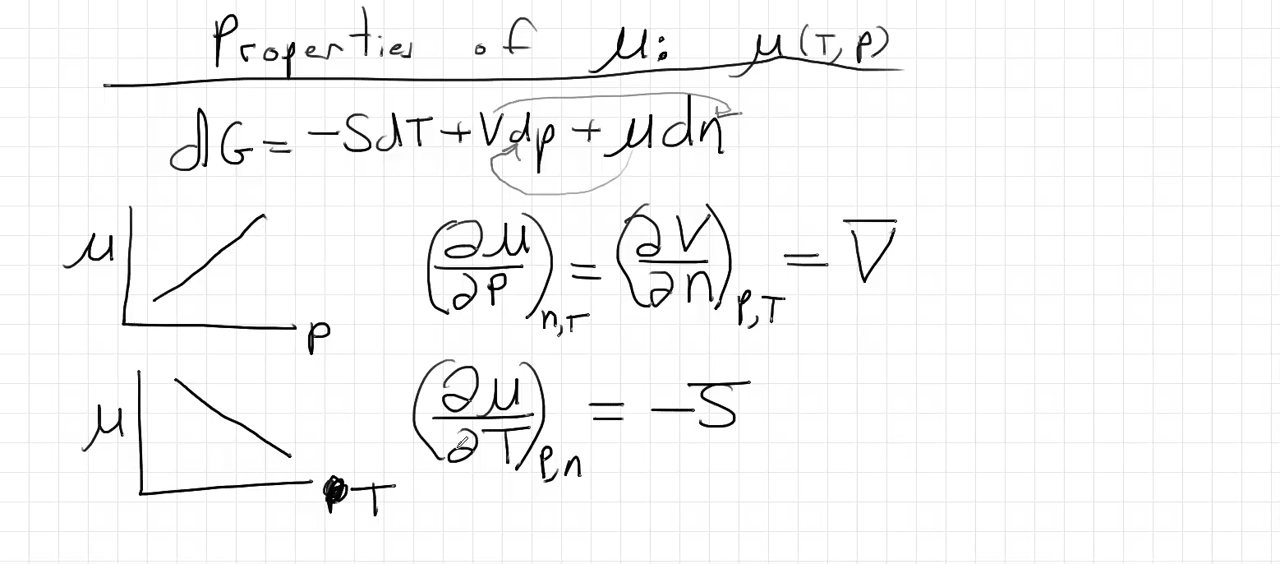 Properties of μ: μ(T,p)
dG = -SdT + Vdp + μdn
μ
p
(∂μ/∂P)n,T = (∂V/∂n)p,T = V̅
μ
T
(∂μ/∂T)p,n = -S̅